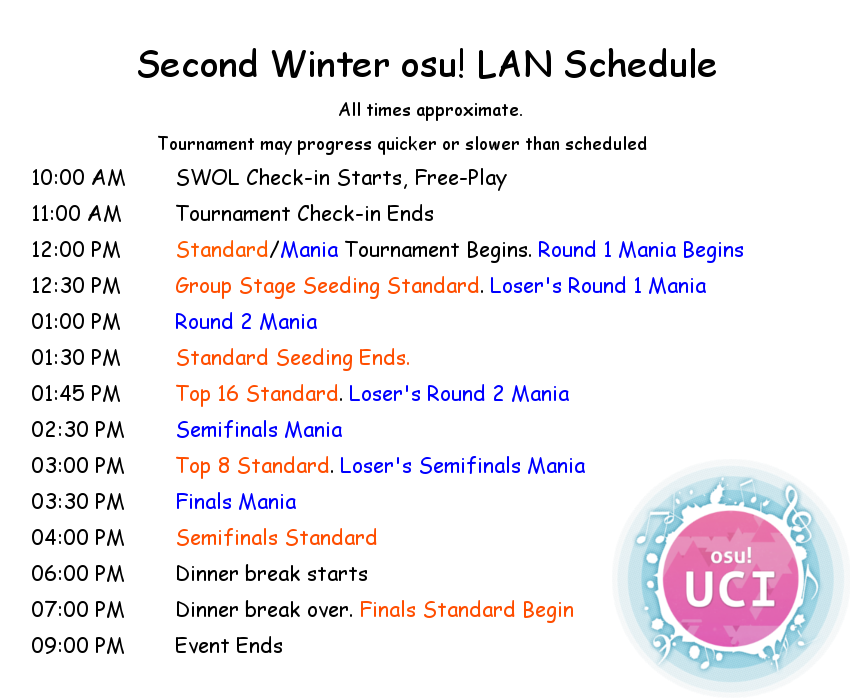 Second Winter osu! LAN Schedule
All times approximate.
Tournament may progress quicker or slower than scheduled
10:00 AM SWOL Check-in Starts, Free-Play
11:00 AM Tournament Check-in Ends
12:00 PM Standard/Mania Tournament Begins. Round 1 Mania Begins
12:30 PM Group Stage Seeding Standard. Loser's Round 1 Mania
01:00 PM Round 2 Mania
01:30 PM Standard Seeding Ends.
01:45 PM Top 16 Standard. Loser's Round 2 Mania
02:30 PM Semifinals Mania
03:00 PM Top 8 Standard. Loser's Semifinals Mania
03:30 PM Finals Mania
04:00 PM Semifinals Standard
06:00 PM Dinner break starts
07:00 PM Dinner break over. Finals Standard Begin
09:00 PM Event Ends
osu!
UCI